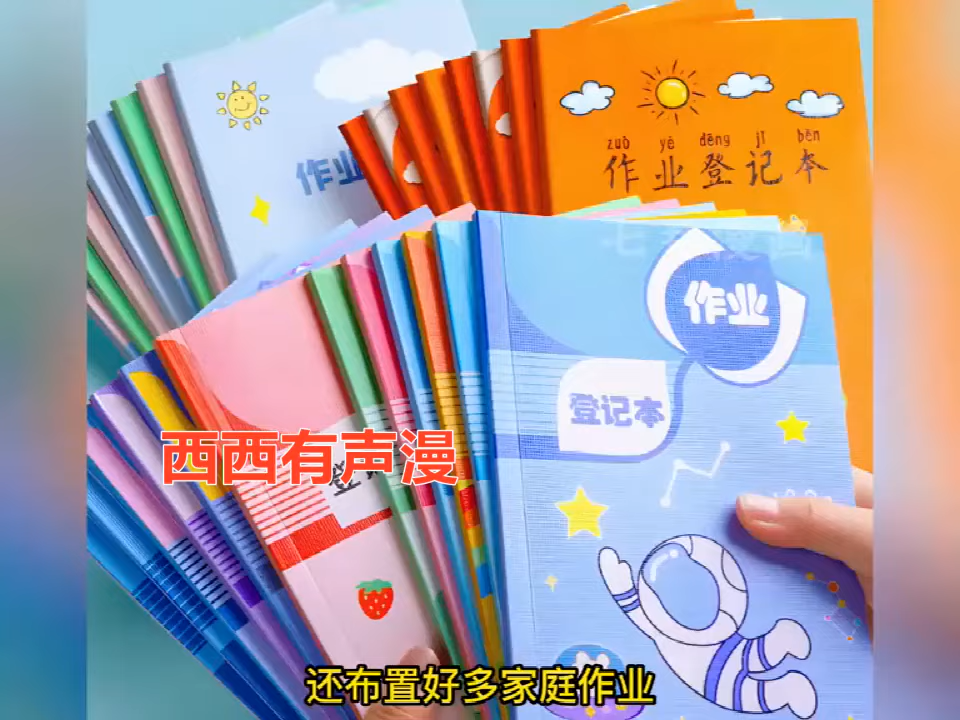 作业
zuò yè dēng jì běn
作业登记本
作业
登记本
西西有声漫
登
还布置好多家庭作业